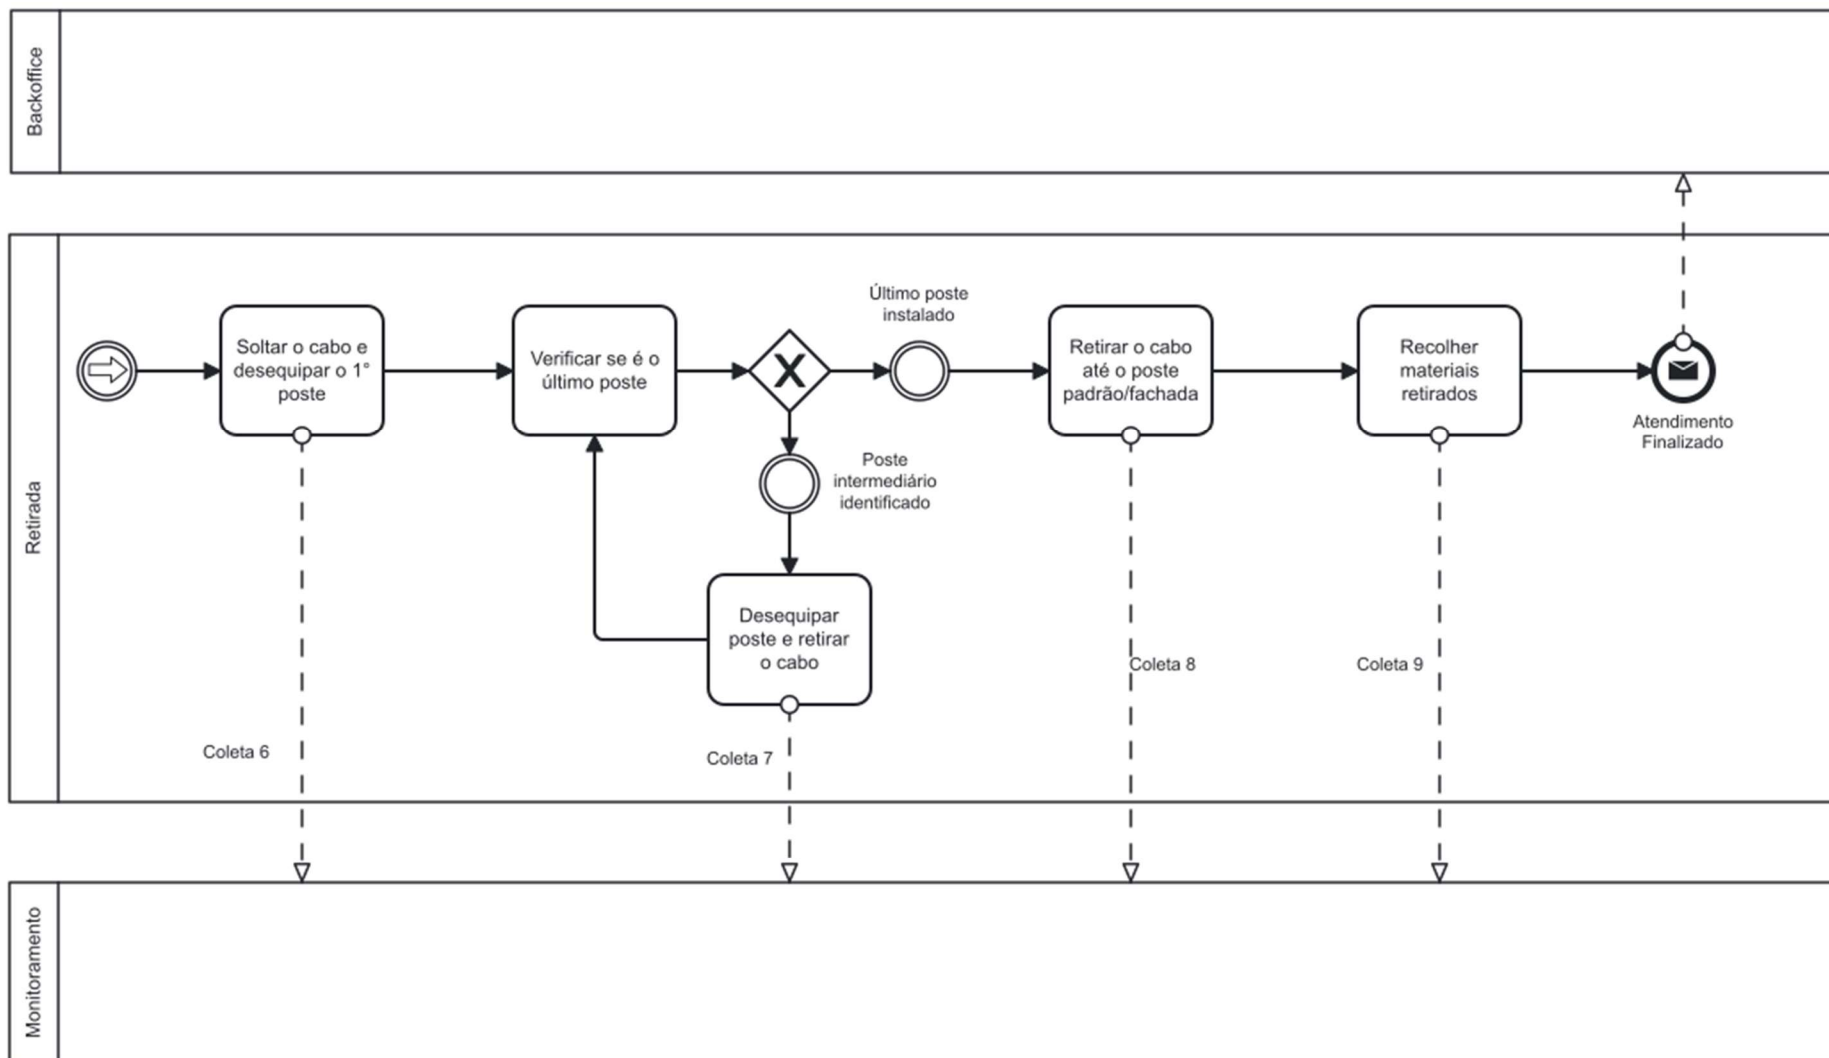 Backoffice
Retirada
Soltar o cabo e
desequipar o 1°
poste
Verificar se é o
último poste
X
Último poste
instalado
Poste
intermediário
identificado
Desequipar
poste e retirar
o cabo
Retirar o cabo
até o poste
padrão/fachada
Recolher
materiais
retirados
Atendimento
Finalizado
Coleta 6
Coleta 7
Coleta 8
Coleta 9
Monitoramento